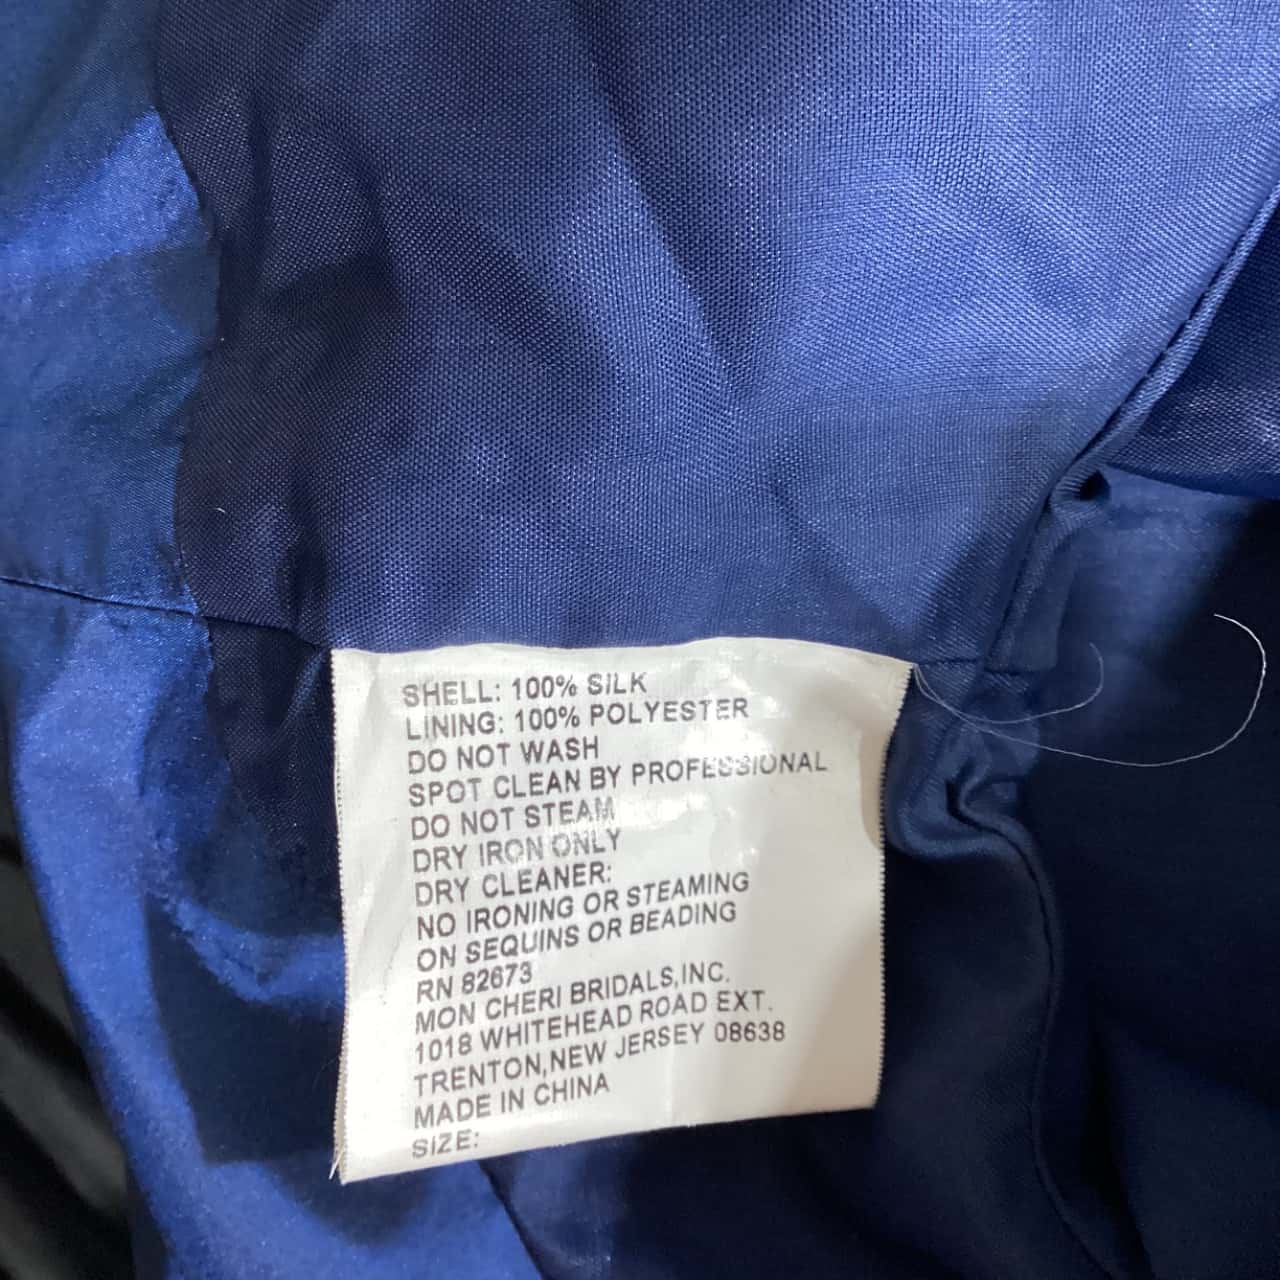 SHELL: 100% SILK
LINING: 100% POLYESTER
DO NOT WASH
SPOT CLEAN BY PROFESSIONAL
DO NOT STEAM
DRY IRON ONLY
DRY CLEANER:
NO IRONING OR STEAMING
ON SEQUINS OR BEADING
RN 82673
MON CHERI BRIDALS,INC.
1018 WHITEHEAD ROAD EXT.
TRENTON,NEW JERSEY 08638
MADE IN CHINA
SIZE: